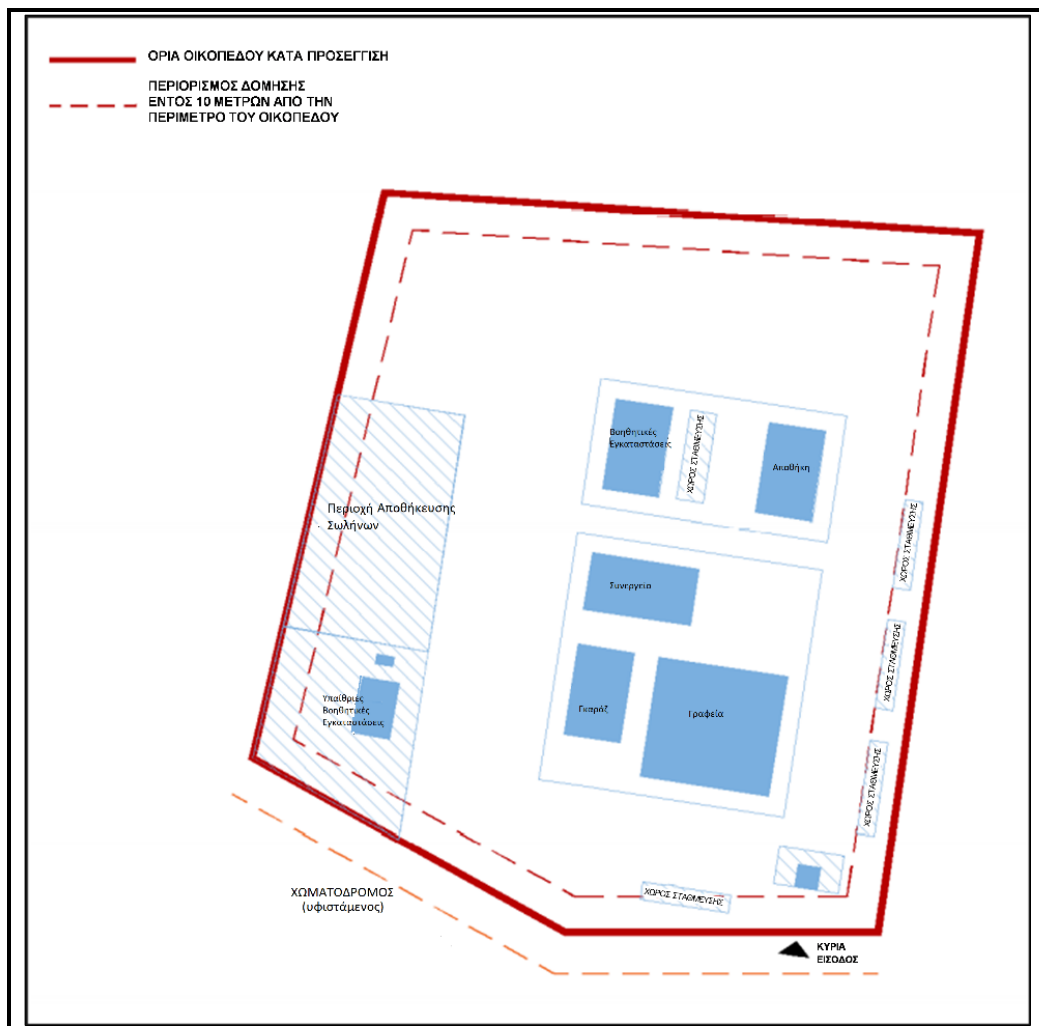 ΟΡΙΑ ΟΙΚΟΠΕΔΟΥ ΚΑΤΑ ΠΡΟΣΕΓΓΙΣΗ
ΠΕΡΙΟΡΙΣΜΟΣ ΔΟΜΗΣΗΣ
ΕΝΤΟΣ 10 ΜΕΤΡΩΝ ΑΠΟ ΤΗΝ
ΠΕΡΙΜΕΤΡΟ ΤΟΥ ΟΙΚΟΠΕΔΟΥ
Βοηθητικές
Εγκαταστάσεις
ΧΩΡΟΣ ΣΤΑΘΜΕΥΣΗΣ
Αποθήκη
Περιοχή Αποθήκευσης
Σωλήνων
ΧΩΡΟΣ ΣΤΑΘΜΕΥΣΗΣ
Συνεργείο
ΧΩΡΟΣ ΣΤΑΘΜΕΥΣΗΣ
Υπαίθριές
Βοηθητικές
Εγκαταστάσεις
Γκαράζ
Γραφεία
ΧΩΡΟΣ ΣΤΑΘΜΕΥΣΗΣ
ΧΩΡΟΣ ΣΤΑΘΜΕΥΣΗΣ
ΧΩΜΑΤΟΔΡΟΜΟΣ
(υφιστάμενος)
ΚΥΡΙΑ
ΕΙΣΟΔΟΣ